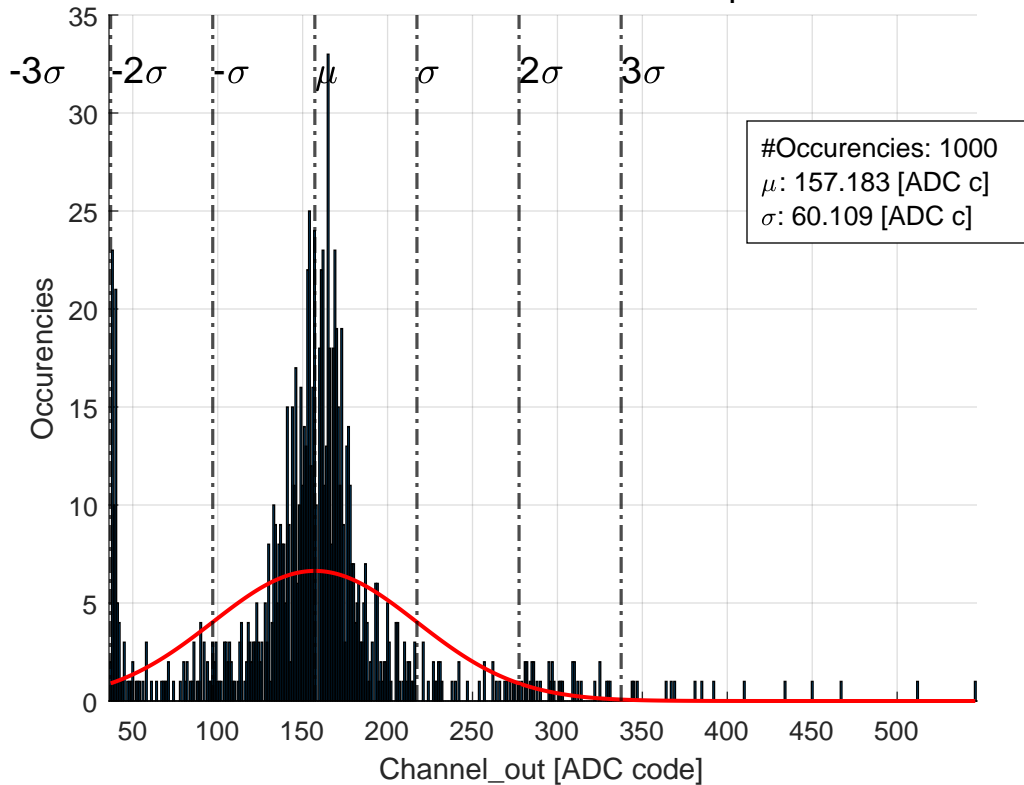 35
-3σ -2σ -σ μ σ 2σ 3σ
30
#Occurencies: 1000
μ: 157.183 [ADC c]
σ: 60.109 [ADC c]
25
20
15
10
5
0
Occurencies
50 100 150 200 250 300 350 400 450 500
Channel_out [ADC code]